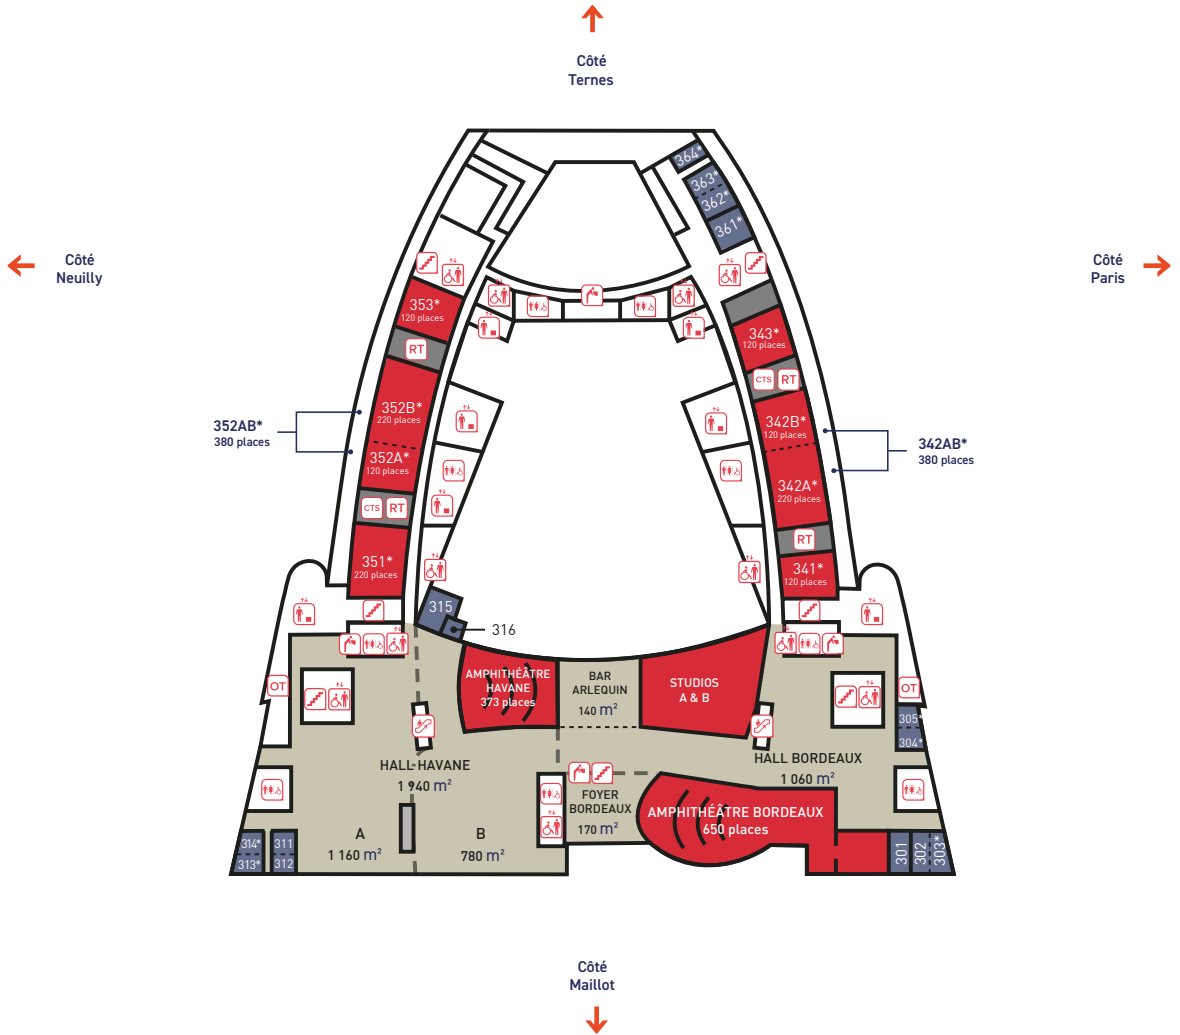 Côté
Ternes
Côté
Neuilly
Côté
Paris
364*
363*
362*
361*
353*
120 places
RT
352B*
220 places
352A*
120 places
352AB*
380 places
CTS
RT
351*
220 places
343*
120 places
CTS
RT
342B*
120 places
342A*
220 places
342AB*
380 places
RT
341*
120 places
315
316
OT
OT
AMPHITHÉÂTRE
HAVANE
373 places
BAR
ARLEQUIN
140 m²
STUDIOS
A & B
305*
304*
HALL HAVANE
1 940 m²
HALL BORDEAUX
1 060 m²
FOYER
BORDEAUX
170 m²
AMPHITHÉÂTRE BORDEAUX
650 places
A
1 160 m²
B
780 m²
314*
313*
311
312
301
302
303*
Côté
Maillot